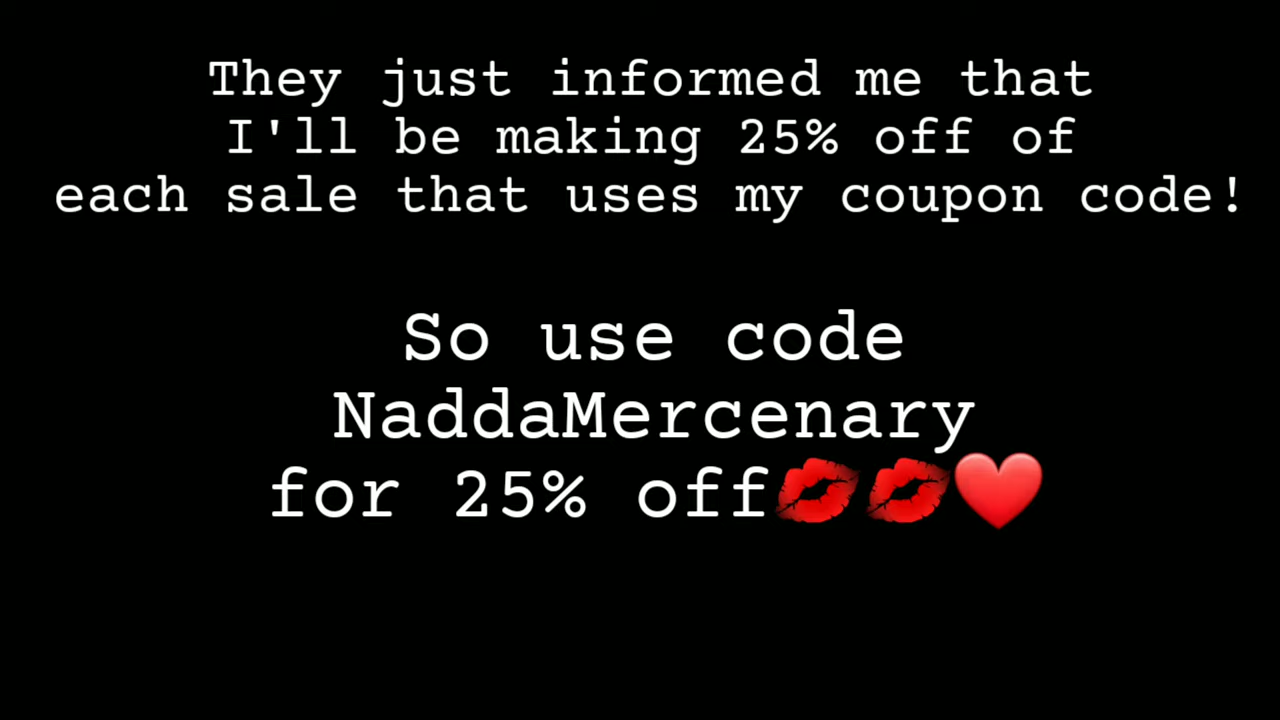 They just informed me that
I'll be making 25% off of
each sale that uses my coupon code!
So use code
NaddaMercenary
for 25% off💋💋❤️